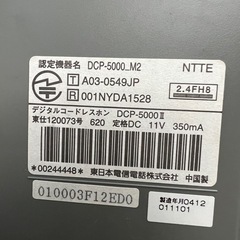 認定機器名 DCP-5000_M2
NTTE
T A03-0549JP
R 001NYDA1528
2.4FH8
デジタルコードレスホン DCP-5000Ⅱ
東12-0073号 620 定格DC 11V 350mA
*00244448* 東日本電信電話株式会社 中国製
010003F12ED0
製造年月0412
011101